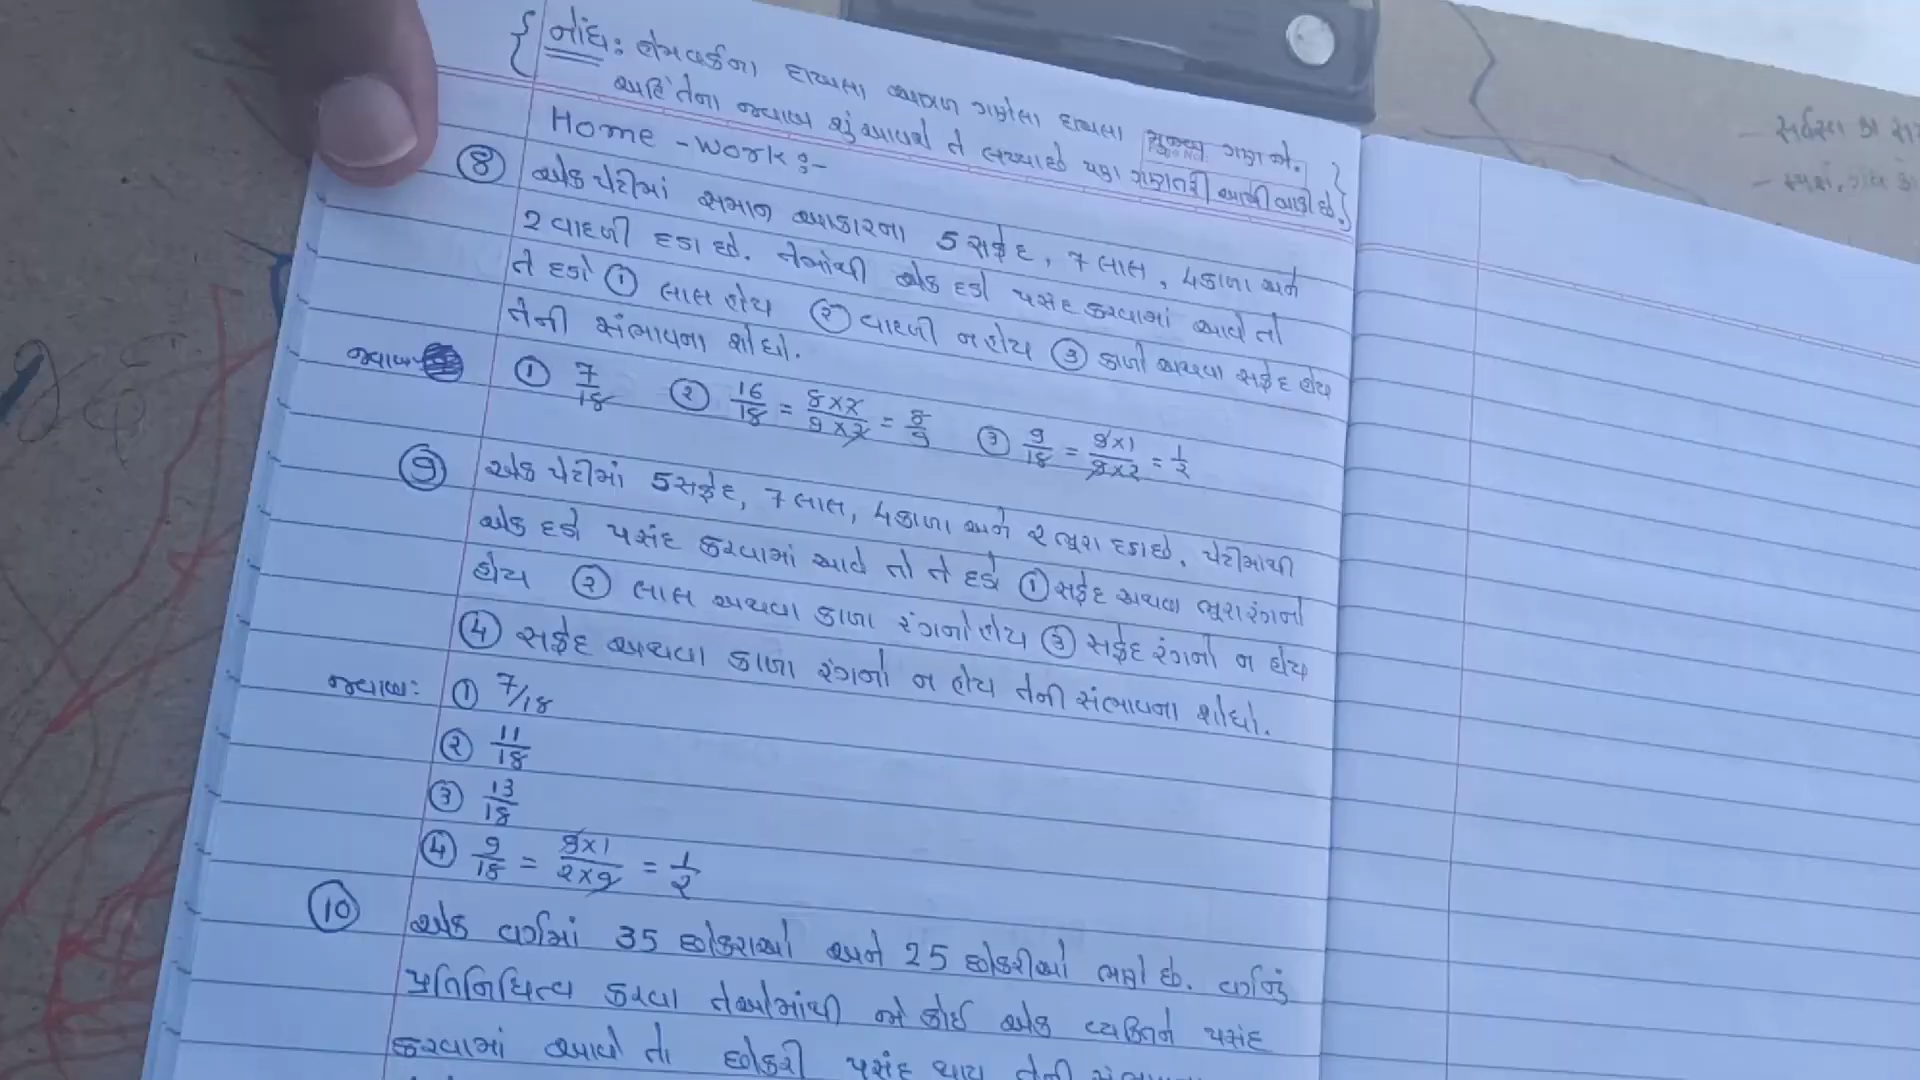 નોંધ: હોમવર્કના દાખલા આગળ ગણેલા દાખલા મુજબ ગણાશે.
અહિં તેના જવાબ શું આવશે તે લખ્યા છે પણ ગણતરી આખી બાકી છે.
Home - Work :-
(8) એક પેટીમાં સમાન આકારના 5 સફેદ, 7 લાલ, 4 કાળા અને
2 વાદળી દડા છે. તેમાંથી એક દડો પસંદ કરવામાં આવે તો
તે દડો (1) લાલ હોય (2) વાદળી ન હોય (3) કાળો અથવા સફેદ હોય
તેની સંભાવના શોધો.
જવાબ (1) 7/18 (2) 16/18 = 8×2/9×2 = 8/9 (3) 9/18 = 9×1/9×2 = 1/2
(9) એક પેટીમાં 5 સફેદ, 7 લાલ, 4 કાળા અને 2 ભૂરા દડા છે. પેટીમાંથી
એક દડો પસંદ કરવામાં આવે તો તે દડો (1) સફેદ અથવા ભૂરા રંગનો
હોય (2) લાલ અથવા કાળા રંગનો હોય (3) સફેદ રંગનો ન હોય
(4) સફેદ અથવા કાળા રંગનો ન હોય તેની સંભાવના શોધો.
જવાબ: (1) 7/18
(2) 11/18
(3) 13/18
(4) 9/18 = 9×1/2×9 = 1/2
(10) એક વર્ગમાં 35 છોકરાઓ અને 25 છોકરીઓ ભણે છે. વર્ગનું
પ્રતિનિધિત્વ કરવા તેઓમાંથી જો કોઈ એક વ્યક્તિને પસંદ
કરવામાં આવે તો છોકરી પસંદ થાય તેની